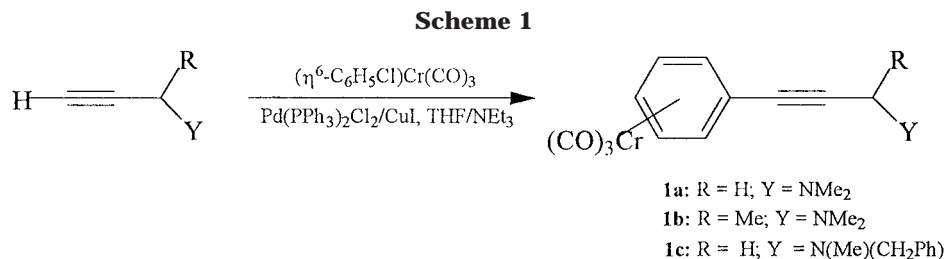 Scheme 1
R
(η⁶-C₆H₅Cl)Cr(CO)₃
H
Y
Pd(PPh₃)₂Cl₂/CuI, THF/NEt₃
R
(CO)₃Cr
Y
1a: R = H; Y = NMe₂
1b: R = Me; Y = NMe₂
1c: R = H; Y = N(Me)(CH₂Ph)